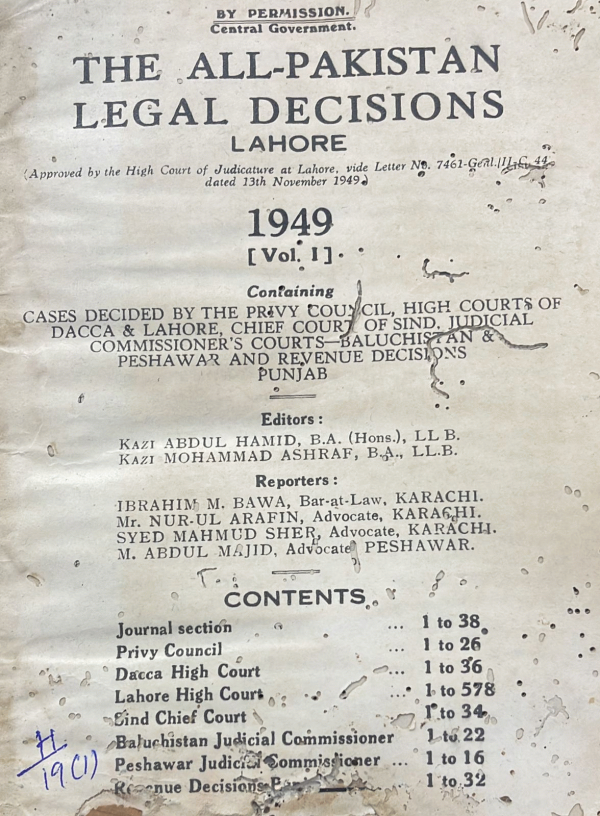 BY PERMISSION.
Central Government.
THE ALL-PAKISTAN
LEGAL DECISIONS
LAHORE
(Approved by the High Court of Judicature at Lahore, vide Letter No. 7461-Genl./II-C. 44,
dated 13th November 1949)
1949
[Vol. I]
Containing
CASES DECIDED BY THE PRIVY COUNCIL, HIGH COURTS OF
DACCA & LAHORE, CHIEF COURT OF SIND, JUDICIAL
COMMISSIONER'S COURTS—BALUCHISTAN &
PESHAWAR AND REVENUE DECISIONS
PUNJAB
Editors :
KAZI ABDUL HAMID, B.A. (Hons.), LL B.
KAZI MOHAMMAD ASHRAF, B.A., LL.B.
Reporters :
IBRAHIM M. BAWA, Bar-at-Law, KARACHI.
Mr. NUR-UL ARAFIN, Advocate, KARACHI.
SYED MAHMUD SHER, Advocate, KARACHI.
M. ABDUL MAJID, Advocate PESHAWAR.
CONTENTS
Journal section ... 1 to 38
Privy Council ... 1 to 26
Dacca High Court ... 1 to 36
Lahore High Court ... 1 to 578
Sind Chief Court 1 to 34
Baluchistan Judicial Commissioner 1 to 22
Peshawar Judicial Commissioner ... 1 to 16
Revenue Decisions 1 to 32
H
19(1)